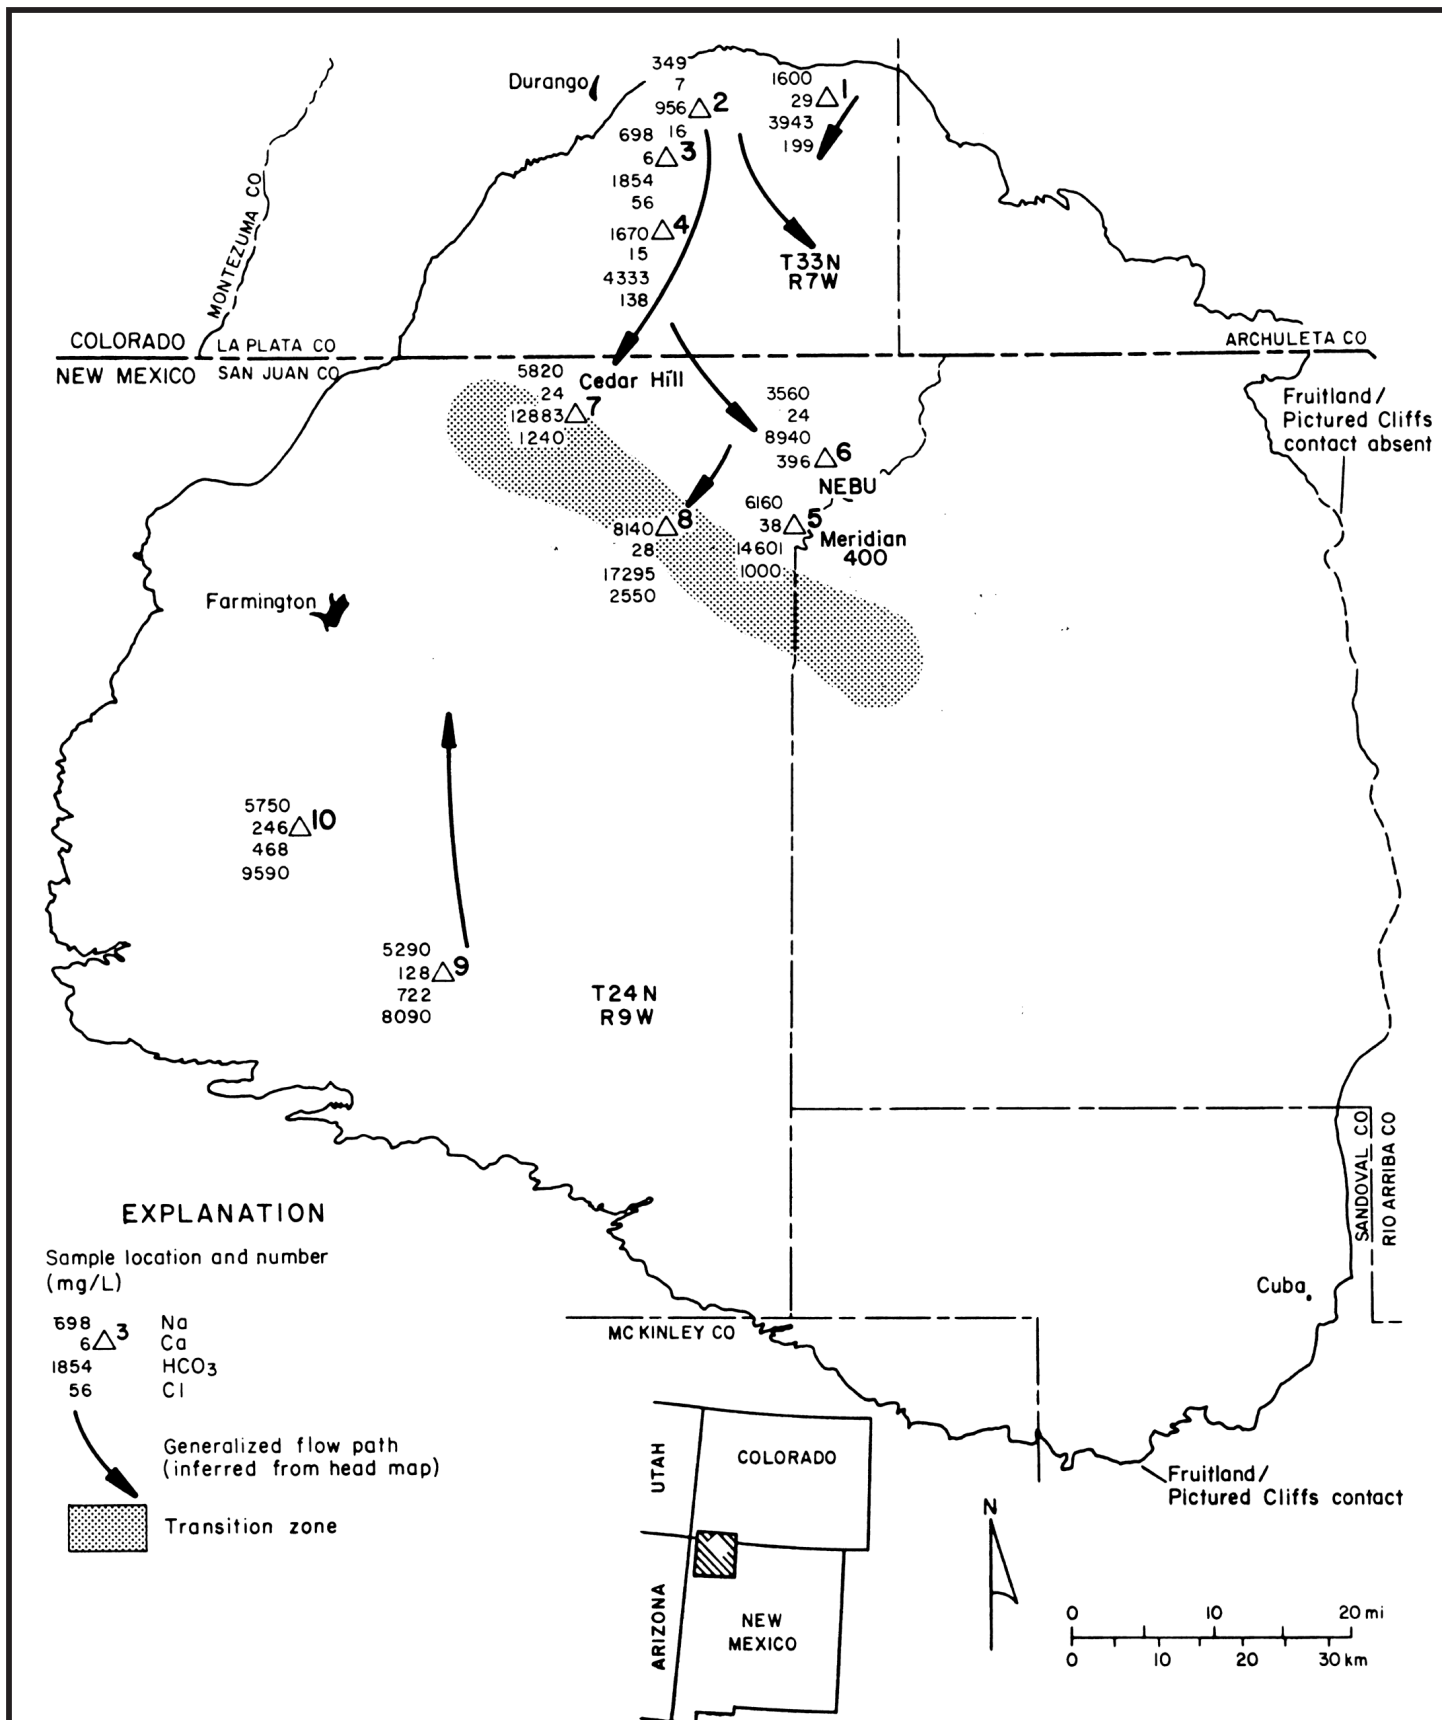 Durango
349
7
956 2
16
1600
29 1
3943
199
698
6 3
1854
56
1670 4
15
4333
138
T33N
R7W
MONTEZUMA CO
COLORADO
LA PLATA CO
ARCHULETA CO
NEW MEXICO
SAN JUAN CO
5820
24
12883 7
1240
Cedar Hill
3560
24
8940
396 6
NEBU
Fruitland/
Pictured Cliffs
contact absent
6160
38 5
14601
1000
Meridian
400
8140 8
28
17295
2550
Farmington
5750
246 10
468
9590
5290
128 9
722
8090
T24N
R9W
SANDOVAL CO
RIO ARRIBA CO
Cuba
MC KINLEY CO
Fruitland/
Pictured Cliffs contact
EXPLANATION
Sample location and number
(mg/L)
698 Na
6 3 Ca
1854 HCO3
56 Cl
Generalized flow path
(inferred from head map)
Transition zone
UTAH
COLORADO
ARIZONA
NEW
MEXICO
N
0 10 20 mi
0 10 20 30 km